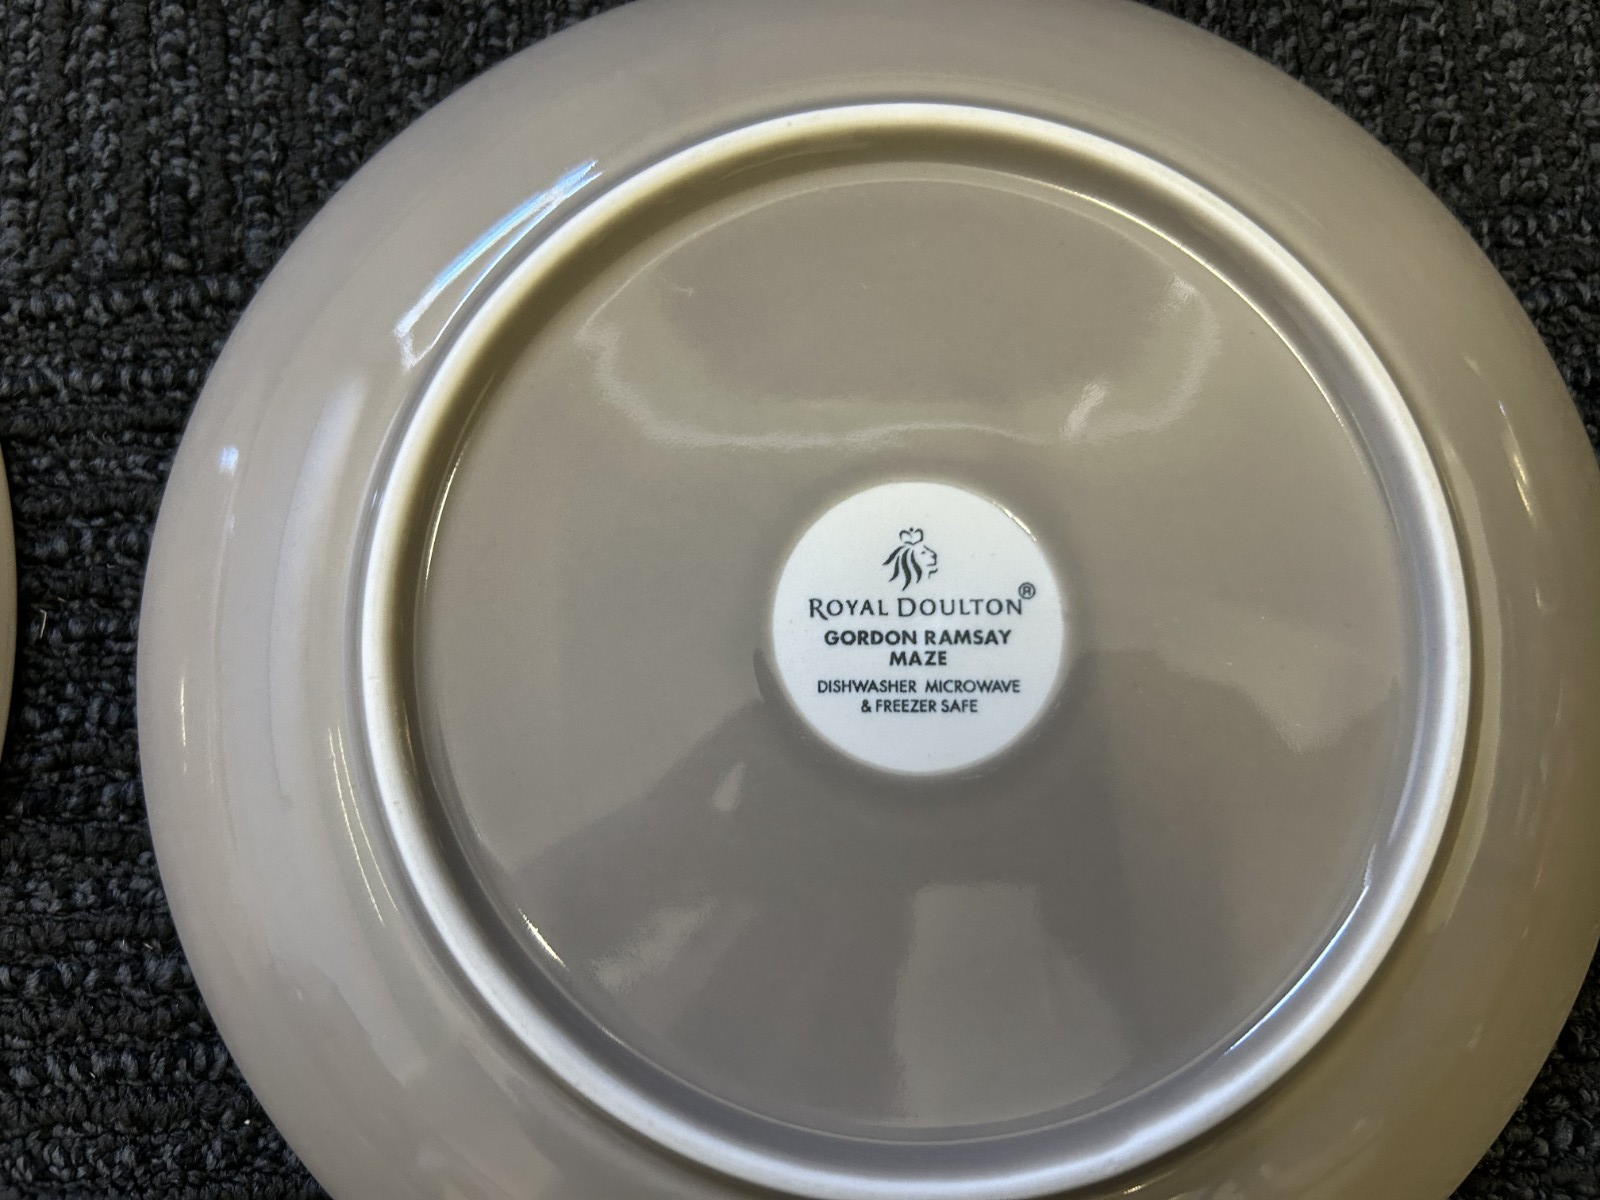 ROYAL DOULTON®
GORDON RAMSAY
MAZE
DISHWASHER MICROWAVE
& FREEZER SAFE